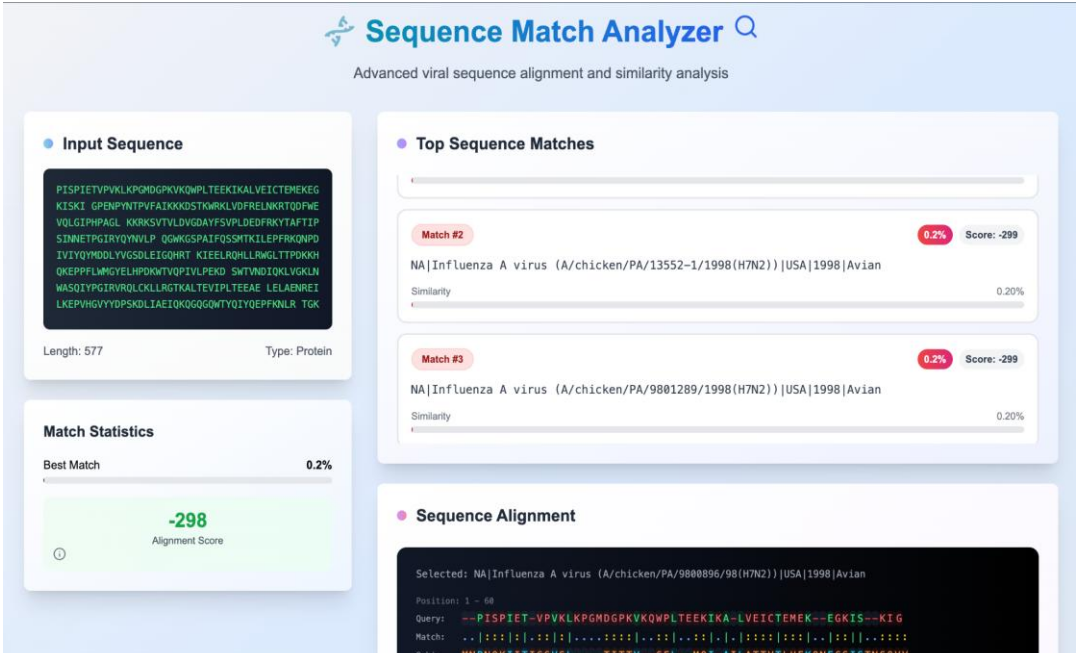 Sequence Match Analyzer
Advanced viral sequence alignment and similarity analysis
Input Sequence
PISPIETVPVKLKPGMDGPKVKQWPLTEEKIKALVEICTEMEKEG
KISKI GPENPYNTPVFAIKKKDSTKWRKLVDFRELNKRTQDFWE
VQLGIPHPAGL KKRKSVTVLDVGDAYFSVPLDEDFRKYTAFTIP
SINNETPGIRYQYNVLP QGWKGSPAIFQSSMTKILEPFRKQNPD
IVIYQYMDDLYVGSDLEIGQHRT KIEELRQHLLRWGLTTPDKKH
QKEPPFLWMGYELHPDKWTVQPIVLPEKD SWTVNDIQKLVGKLN
WASQIYPGIRVRQLCKLLRGTKALTEVIPLTEEAE LELAENREI
LKEPVHGVYYDPSKDLIAEIQKQGQGQWTYQIYQEPFKNLR TGK
Length: 577
Type: Protein
Match Statistics
Best Match
0.2%
-298
Alignment Score
Top Sequence Matches
Match #2
0.2%
Score: -299
NA|Influenza A virus (A/chicken/PA/13552-1/1998(H7N2))|USA|1998|Avian
Similarity
0.20%
Match #3
0.2%
Score: -299
NA|Influenza A virus (A/chicken/PA/9801289/1998(H7N2))|USA|1998|Avian
Similarity
0.20%
Sequence Alignment
Selected: NA|Influenza A virus (A/chicken/PA/9800896/98(H7N2))|USA|1998|Avian
Position: 1 - 60
Query: --PISPIET-VPVKLKPGMDGPKVKQWPLTEEKIKA-LVEICTEMEK--EGKIS--KIG
Match: